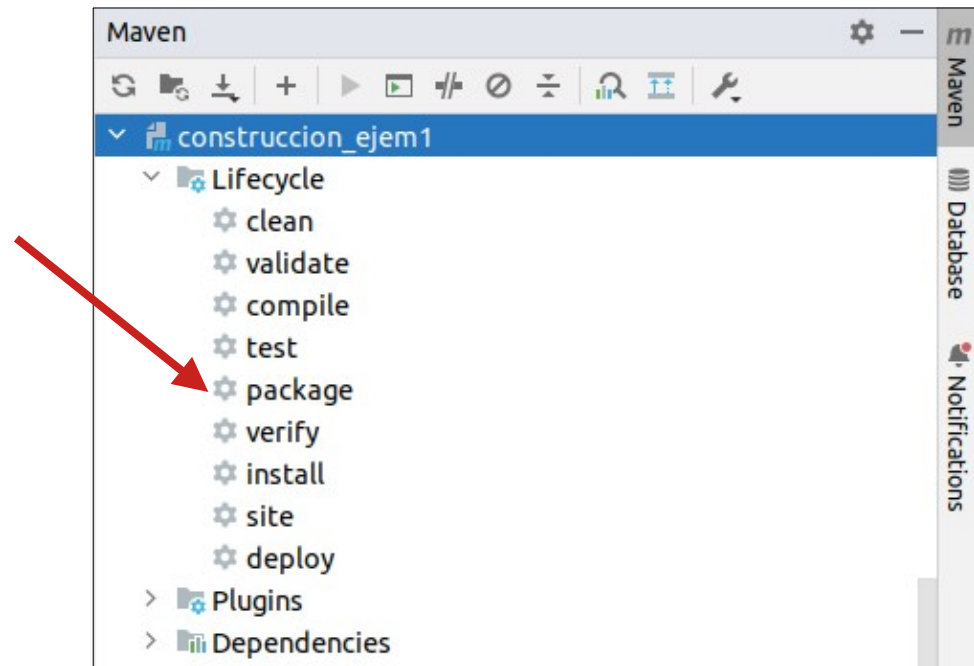 Maven
construccion_ejem1
Lifecycle
clean
validate
compile
test
package
verify
install
site
deploy
Plugins
Dependencies
m
Maven
Database
Notifications